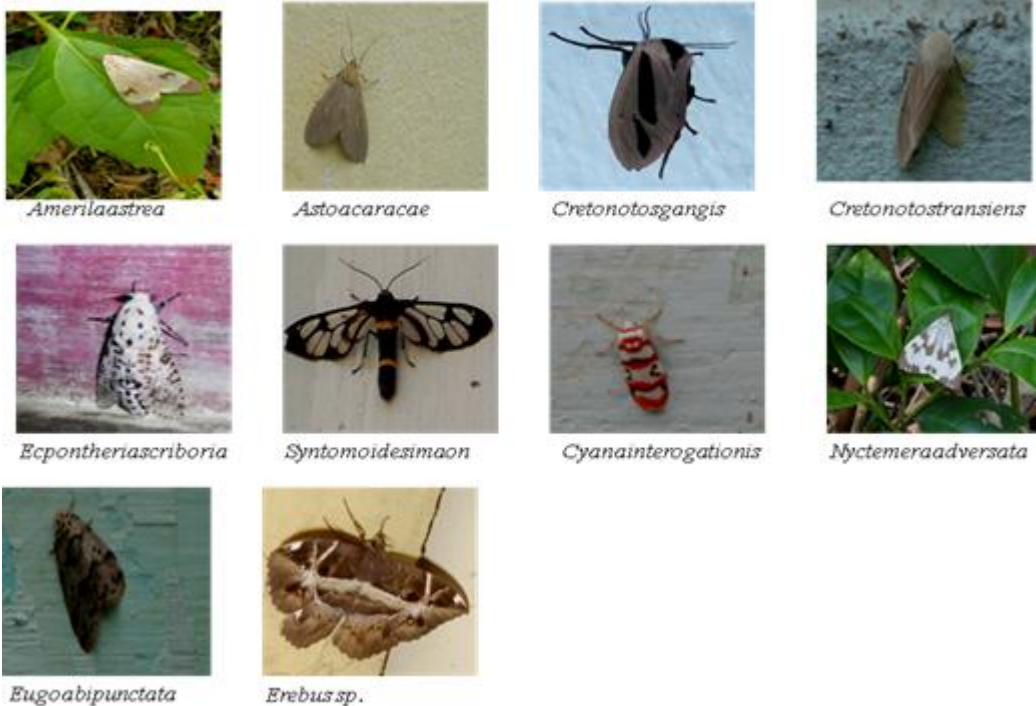 Amerilaastrea
Astoacaracae
Cretonotosgangis
Cretonotostransiens
Ecpontheriascriboria
Syntomoidesimaon
Cyanainterogationis
Nyctemeraadversata
Eugoabipunctata
Erebus sp.